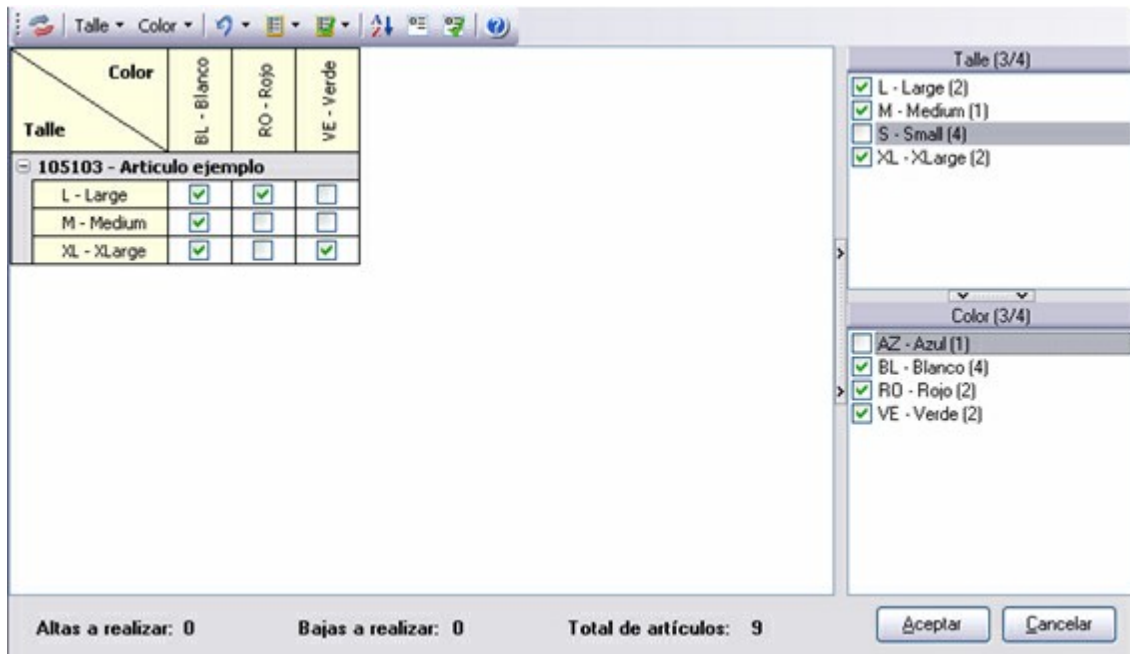 Talle Color
Color
Talle
BL - Blanco
RO - Rojo
VE - Verde
105103 - Articulo ejemplo
L - Large
M - Medium
XL - XLarge
Talle (3/4)
L - Large (2)
M - Medium (1)
S - Small (4)
XL - XLarge (2)
Color (3/4)
AZ - Azul (1)
BL - Blanco (4)
RO - Rojo (2)
VE - Verde (2)
Altas a realizar: 0 Bajas a realizar: 0 Total de artículos: 9
Aceptar Cancelar